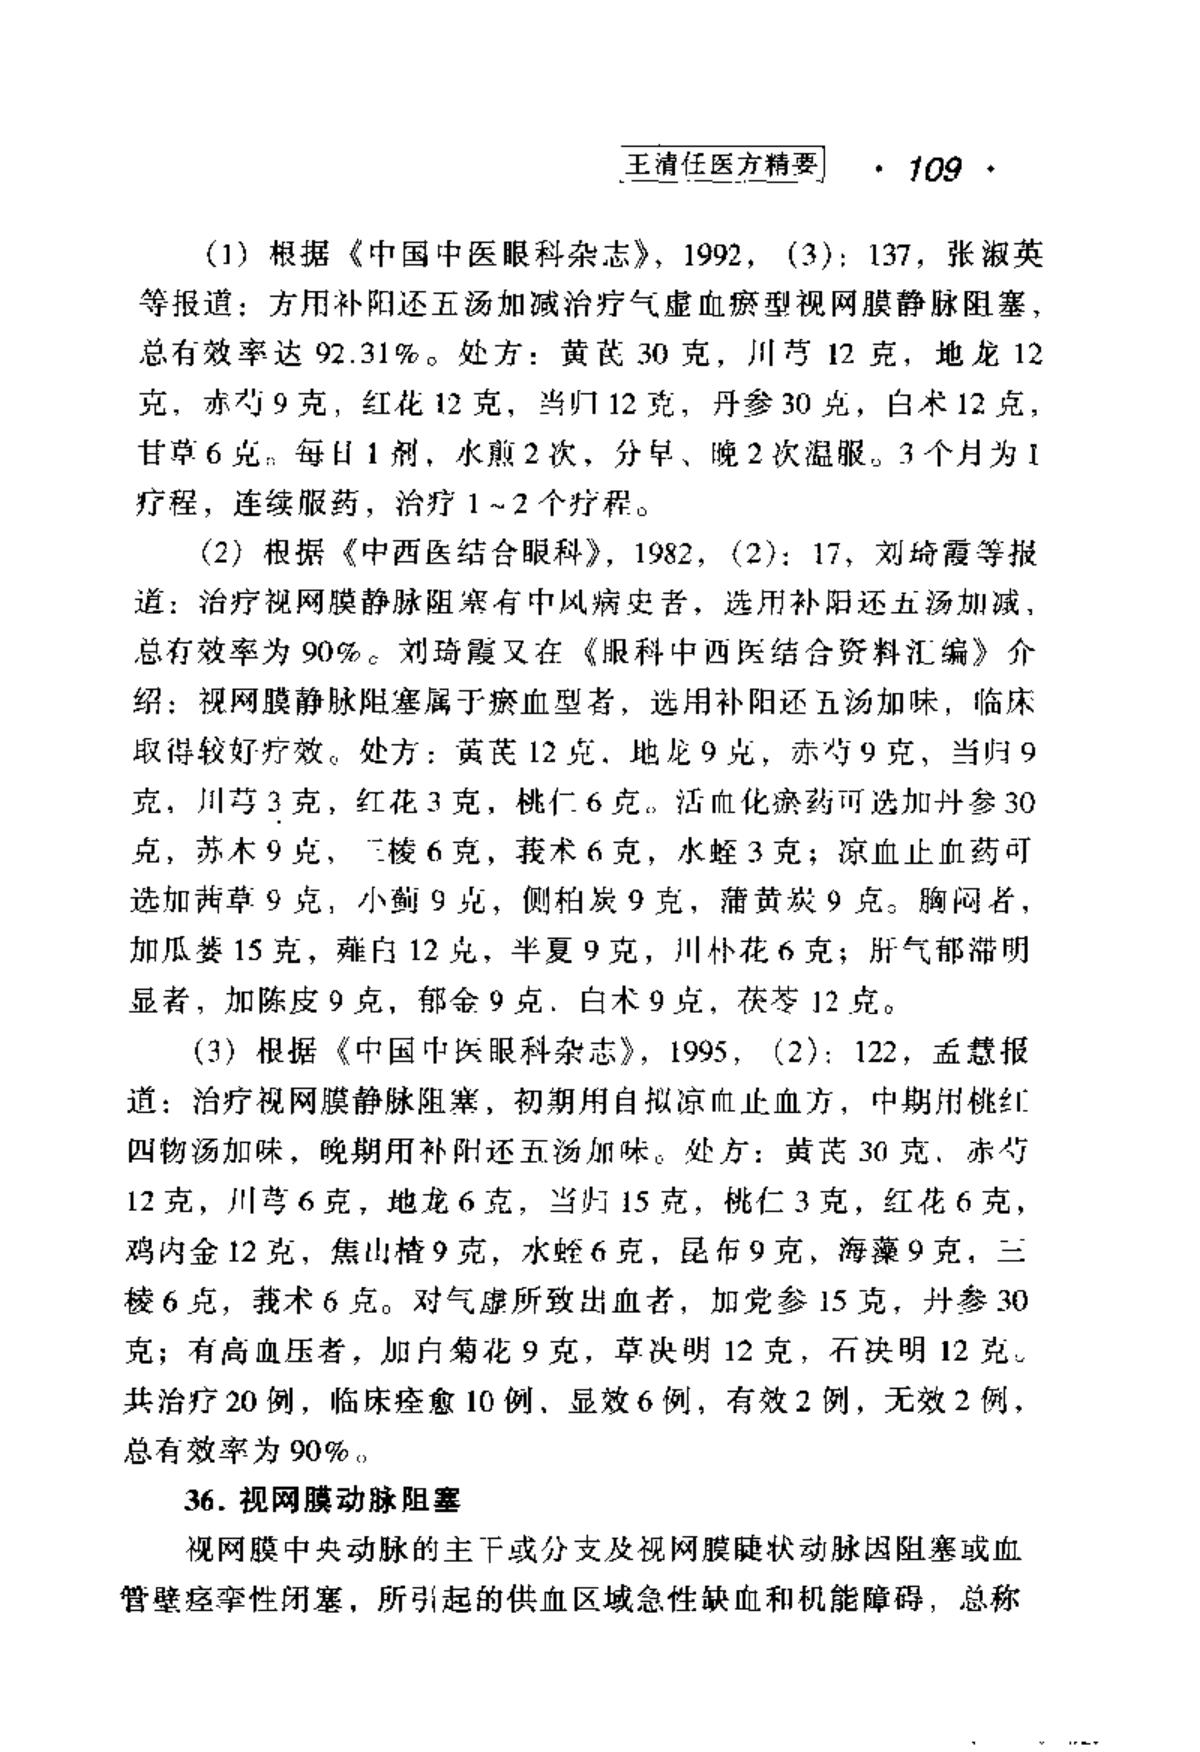 王清任医方精要 · 109 ·
（1）根据《中国中医眼科杂志》，1992，（3）：137，张淑英
等报道：方用补阳还五汤加减治疗气虚血瘀型视网膜静脉阻塞，
总有效率达 92.31%。处方：黄芪 30 克，川芎 12 克，地龙 12
克，赤芍 9 克，红花 12 克，当归 12 克，丹参 30 克，白术 12 克，
甘草 6 克。每日 1 剂，水煎 2 次，分早、晚 2 次温服。3 个月为 1
疗程，连续服药，治疗 1～2 个疗程。
（2）根据《中西医结合眼科》，1982，（2）：17，刘琦霞等报
道：治疗视网膜静脉阻塞有中风病史者，选用补阳还五汤加减，
总有效率为 90%。刘琦霞又在《眼科中西医结合资料汇编》介
绍：视网膜静脉阻塞属于瘀血型者，选用补阳还五汤加味，临床
取得较好疗效。处方：黄芪 12 克，地龙 9 克，赤芍 9 克，当归 9
克，川芎 3 克，红花 3 克，桃仁 6 克。活血化瘀药可选加丹参 30
克，苏木 9 克，三棱 6 克，莪术 6 克，水蛭 3 克；凉血止血药可
选加茜草 9 克，小蓟 9 克，侧柏炭 9 克，蒲黄炭 9 克。胸闷者，
加瓜蒌 15 克，薤白 12 克，半夏 9 克，川朴花 6 克；肝气郁滞明
显者，加陈皮 9 克，郁金 9 克，白术 9 克，茯苓 12 克。
（3）根据《中国中医眼科杂志》，1995，（2）：122，孟慧报
道：治疗视网膜静脉阻塞，初期用自拟凉血止血方，中期用桃红
四物汤加味，晚期用补阳还五汤加味。处方：黄芪 30 克，赤芍
12 克，川芎 6 克，地龙 6 克，当归 15 克，桃仁 3 克，红花 6 克，
鸡内金 12 克，焦山楂 9 克，水蛭 6 克，昆布 9 克，海藻 9 克，三
棱 6 克，莪术 6 克。对气虚所致出血者，加党参 15 克，丹参 30
克；有高血压者，加白菊花 9 克，草决明 12 克，石决明 12 克。
共治疗 20 例，临床痊愈 10 例，显效 6 例，有效 2 例，无效 2 例，
总有效率为 90%。
36. 视网膜动脉阻塞
视网膜中央动脉的主干或分支及视网膜睫状动脉因阻塞或血
管壁痉挛性闭塞，所引起的供血区域急性缺血和机能障碍，总称